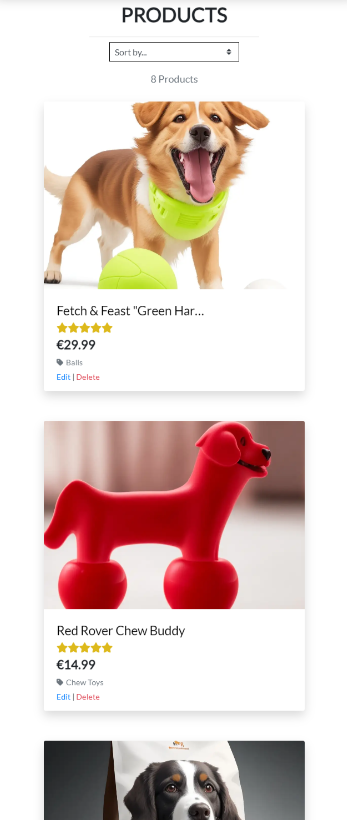 PRODUCTS
Sort by...
8 Products
Fetch & Feast "Green Har...
€29.99
Balls
Edit | Delete
Red Rover Chew Buddy
€14.99
Chew Toys
Edit | Delete